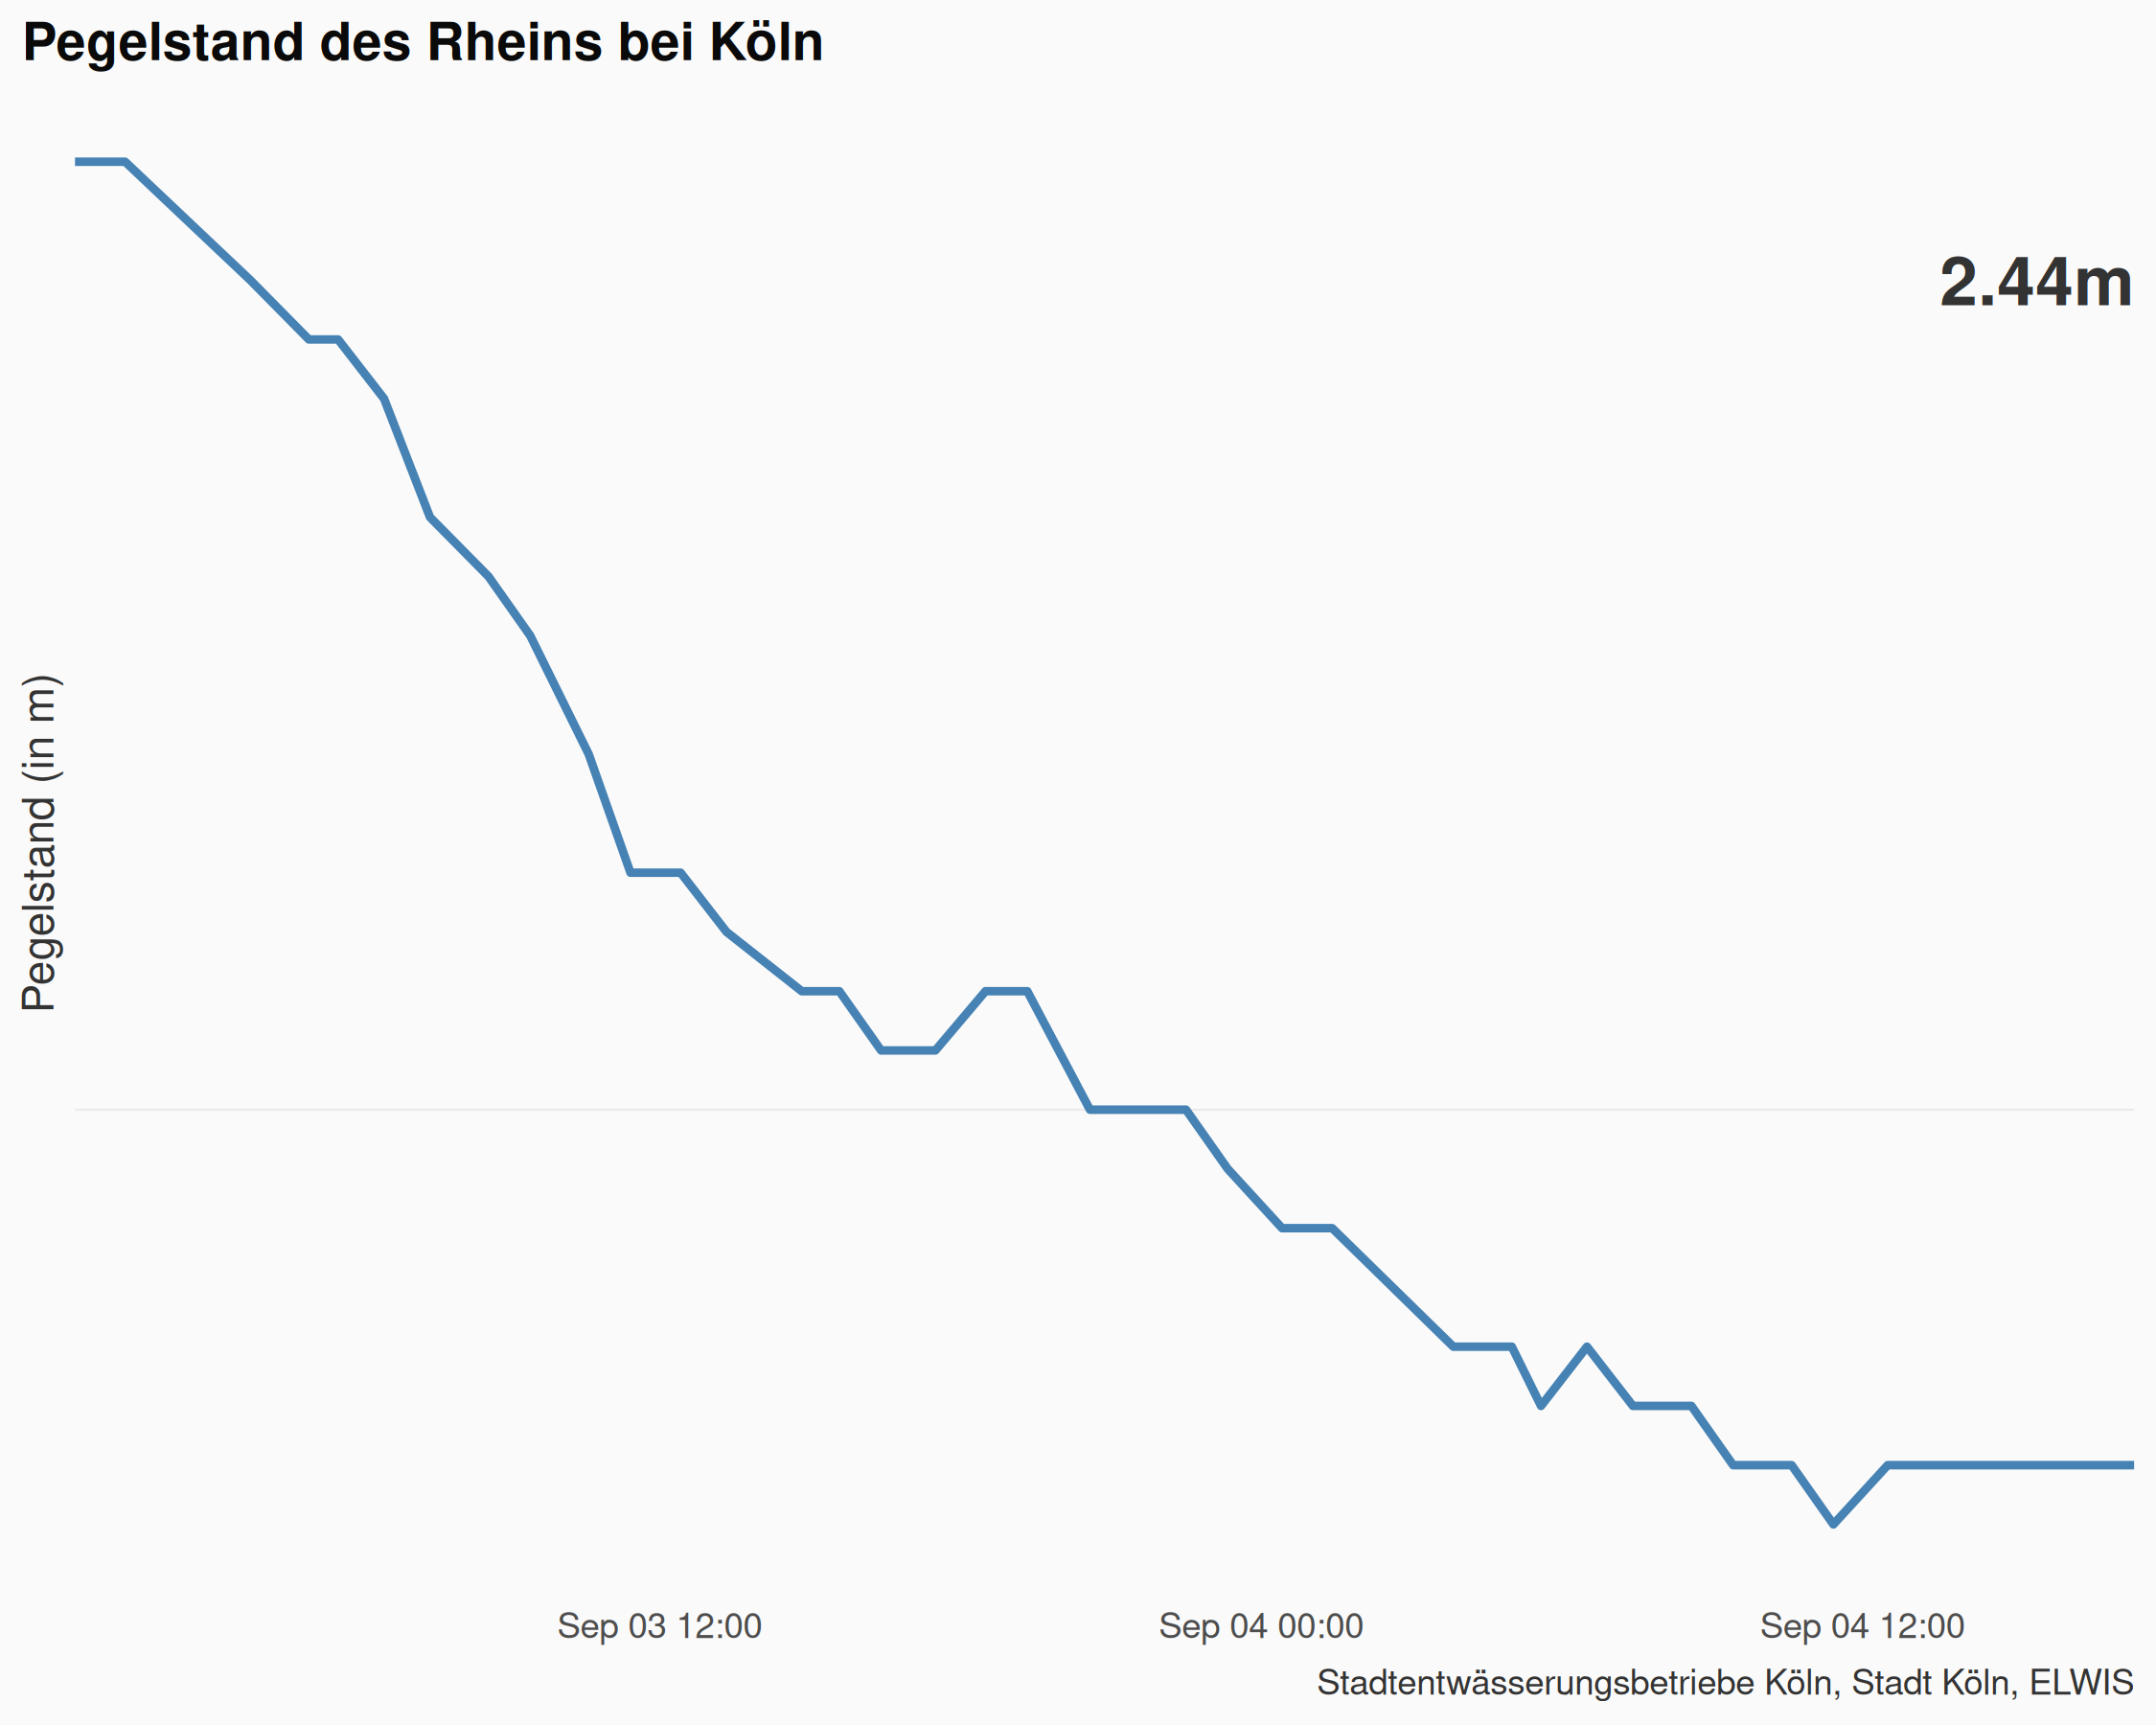 Pegelstand des Rheins bei Köln
2.44m
Pegelstand (in m)
Sep 03 12:00
Sep 04 00:00
Sep 04 12:00
Stadtentwässerungsbetriebe Köln, Stadt Köln, ELWIS